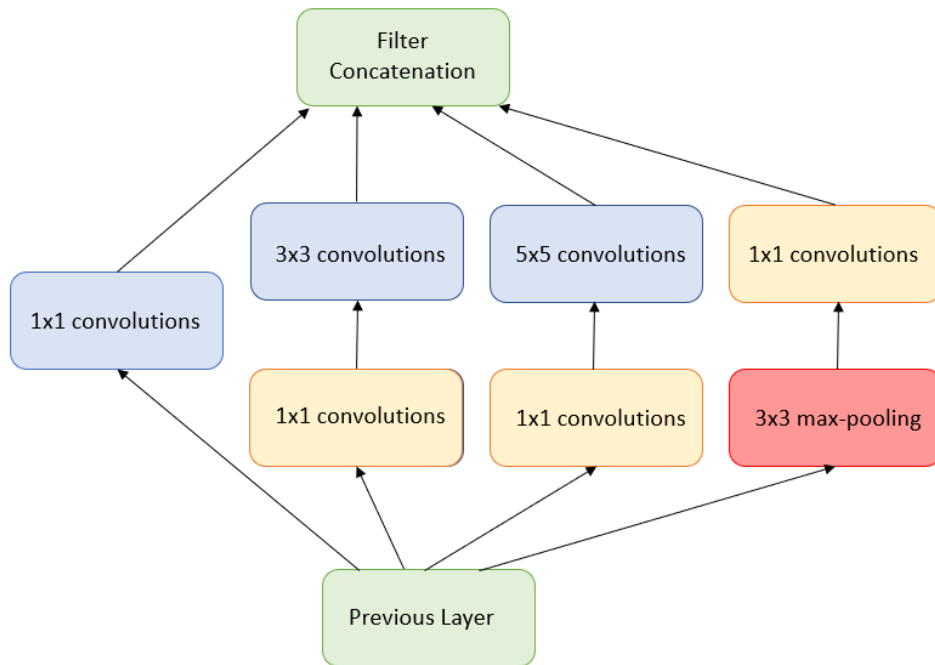 Filter
Concatenation
3x3 convolutions
5x5 convolutions
1x1 convolutions
1x1 convolutions
1x1 convolutions
1x1 convolutions
3x3 max-pooling
Previous Layer